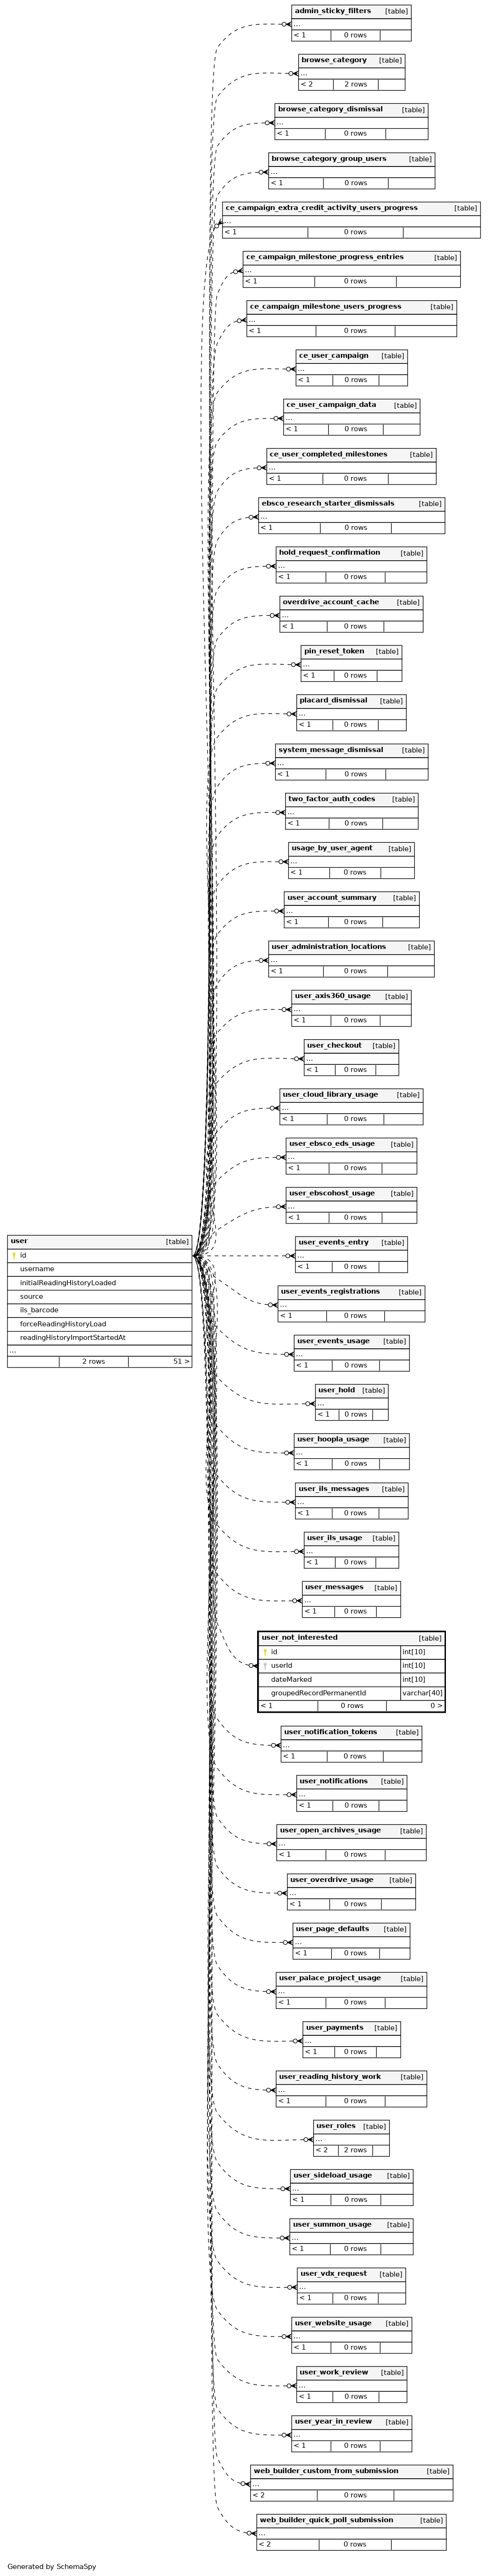 admin_sticky_filters [table]
...
< 1 0 rows
browse_category [table]
...
< 2 2 rows
browse_category_dismissal [table]
...
< 1 0 rows
browse_category_group_users [table]
...
< 1 0 rows
ce_campaign_extra_credit_activity_users_progress [table]
...
< 1 0 rows
ce_campaign_milestone_progress_entries [table]
...
< 1 0 rows
ce_campaign_milestone_users_progress [table]
...
< 1 0 rows
ce_user_campaign [table]
...
< 1 0 rows
ce_user_campaign_data [table]
...
< 1 0 rows
ce_user_completed_milestones [table]
...
< 1 0 rows
ebsco_research_starter_dismissals [table]
...
< 1 0 rows
hold_request_confirmation [table]
...
< 1 0 rows
overdrive_account_cache [table]
...
< 1 0 rows
pin_reset_token [table]
...
< 1 0 rows
placard_dismissal [table]
...
< 1 0 rows
system_message_dismissal [table]
...
< 1 0 rows
two_factor_auth_codes [table]
...
< 1 0 rows
usage_by_user_agent [table]
...
< 1 0 rows
user_account_summary [table]
...
< 1 0 rows
user_administration_locations [table]
...
< 1 0 rows
user_axis360_usage [table]
...
< 1 0 rows
user_checkout [table]
...
< 1 0 rows
user_cloud_library_usage [table]
...
< 1 0 rows
user_ebsco_eds_usage [table]
...
< 1 0 rows
user_ebscohost_usage [table]
...
< 1 0 rows
user [table]
id
username
initialReadingHistoryLoaded
source
ils_barcode
forceReadingHistoryLoad
readingHistoryImportStartedAt
...
2 rows 51 >
user_events_entry [table]
...
< 1 0 rows
user_events_registrations [table]
...
< 1 0 rows
user_events_usage [table]
...
< 1 0 rows
user_hold [table]
...
< 1 0 rows
user_hoopla_usage [table]
...
< 1 0 rows
user_ils_messages [table]
...
< 1 0 rows
user_ils_usage [table]
...
< 1 0 rows
user_messages [table]
...
< 1 0 rows
user_not_interested [table]
id int[10]
userId int[10]
dateMarked int[10]
groupedRecordPermanentId varchar[40]
< 1 0 rows 0 >
user_notification_tokens [table]
...
< 1 0 rows
user_notifications [table]
...
< 1 0 rows
user_open_archives_usage [table]
...
< 1 0 rows
user_overdrive_usage [table]
...
< 1 0 rows
user_page_defaults [table]
...
< 1 0 rows
user_palace_project_usage [table]
...
< 1 0 rows
user_payments [table]
...
< 1 0 rows
user_reading_history_work [table]
...
< 1 0 rows
user_roles [table]
...
< 2 2 rows
user_sideload_usage [table]
...
< 1 0 rows
user_summon_usage [table]
...
< 1 0 rows
user_vdx_request [table]
...
< 1 0 rows
user_website_usage [table]
...
< 1 0 rows
user_work_review [table]
...
< 1 0 rows
user_year_in_review [table]
...
< 1 0 rows
web_builder_custom_from_submission [table]
...
< 2 0 rows
web_builder_quick_poll_submission [table]
...
< 2 0 rows
Generated by SchemaSpy